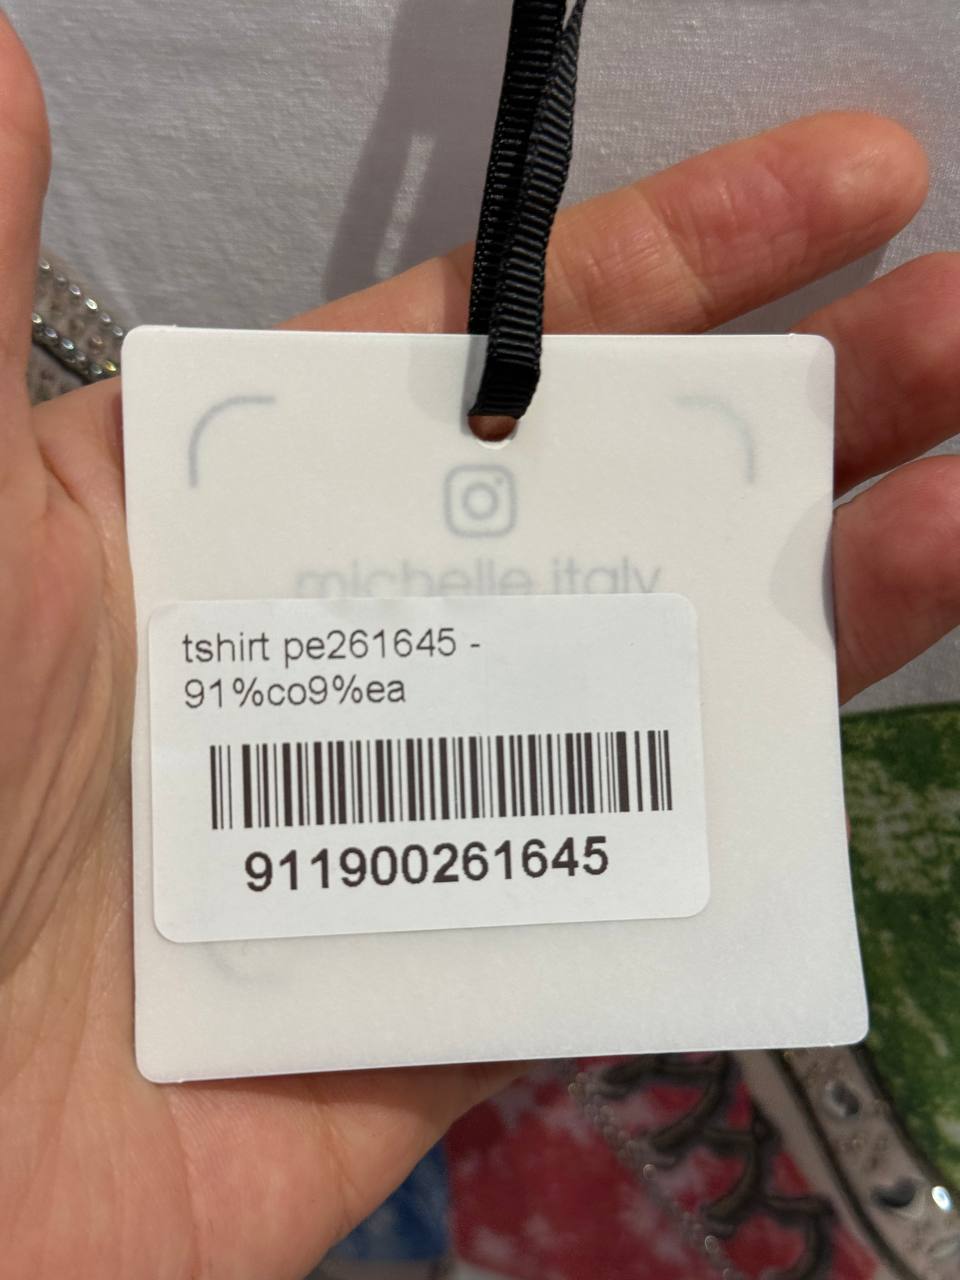 michelle.italy
tshirt pe261645 -
91%co9%ea
911900261645